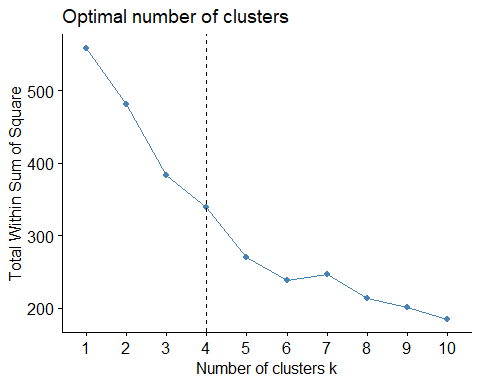 Optimal number of clusters
Total Within Sum of Square
500
400
300
200
1 2 3 4 5 6 7 8 9 10
Number of clusters k